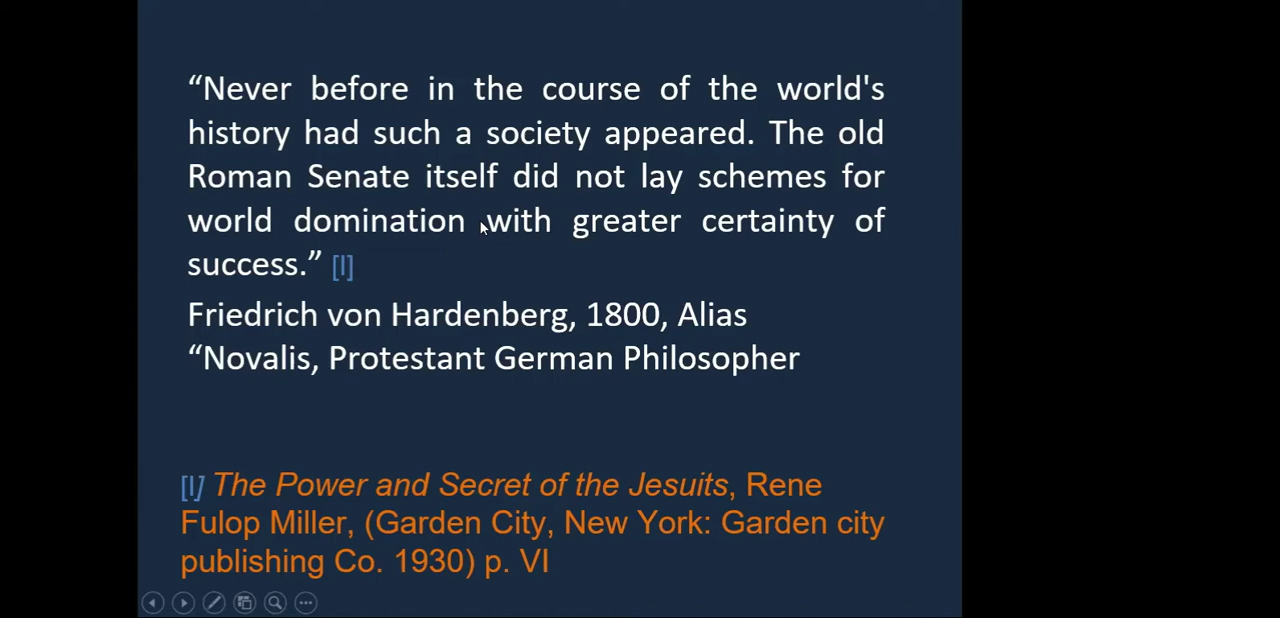 “Never before in the course of the world's
history had such a society appeared. The old
Roman Senate itself did not lay schemes for
world domination with greater certainty of
success.” [I]
Friedrich von Hardenberg, 1800, Alias
“Novalis, Protestant German Philosopher
[I] The Power and Secret of the Jesuits, Rene
Fulop Miller, (Garden City, New York: Garden city
publishing Co. 1930) p. VI